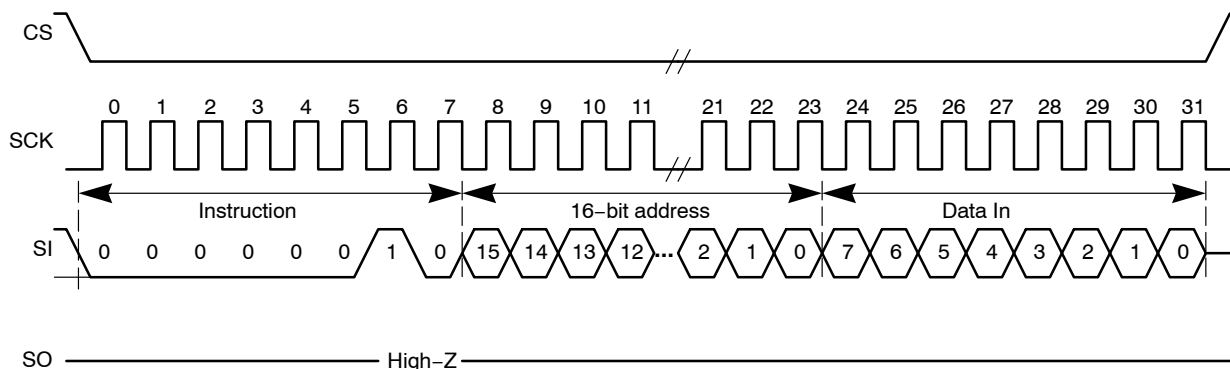 CS
0 1 2 3 4 5 6 7 8 9 10 11 21 22 23 24 25 26 27 28 29 30 31
SCK
Instruction 16−bit address Data In
SI 0 0 0 0 0 0 1 0 15 14 13 12 ... 2 1 0 7 6 5 4 3 2 1 0
SO High−Z